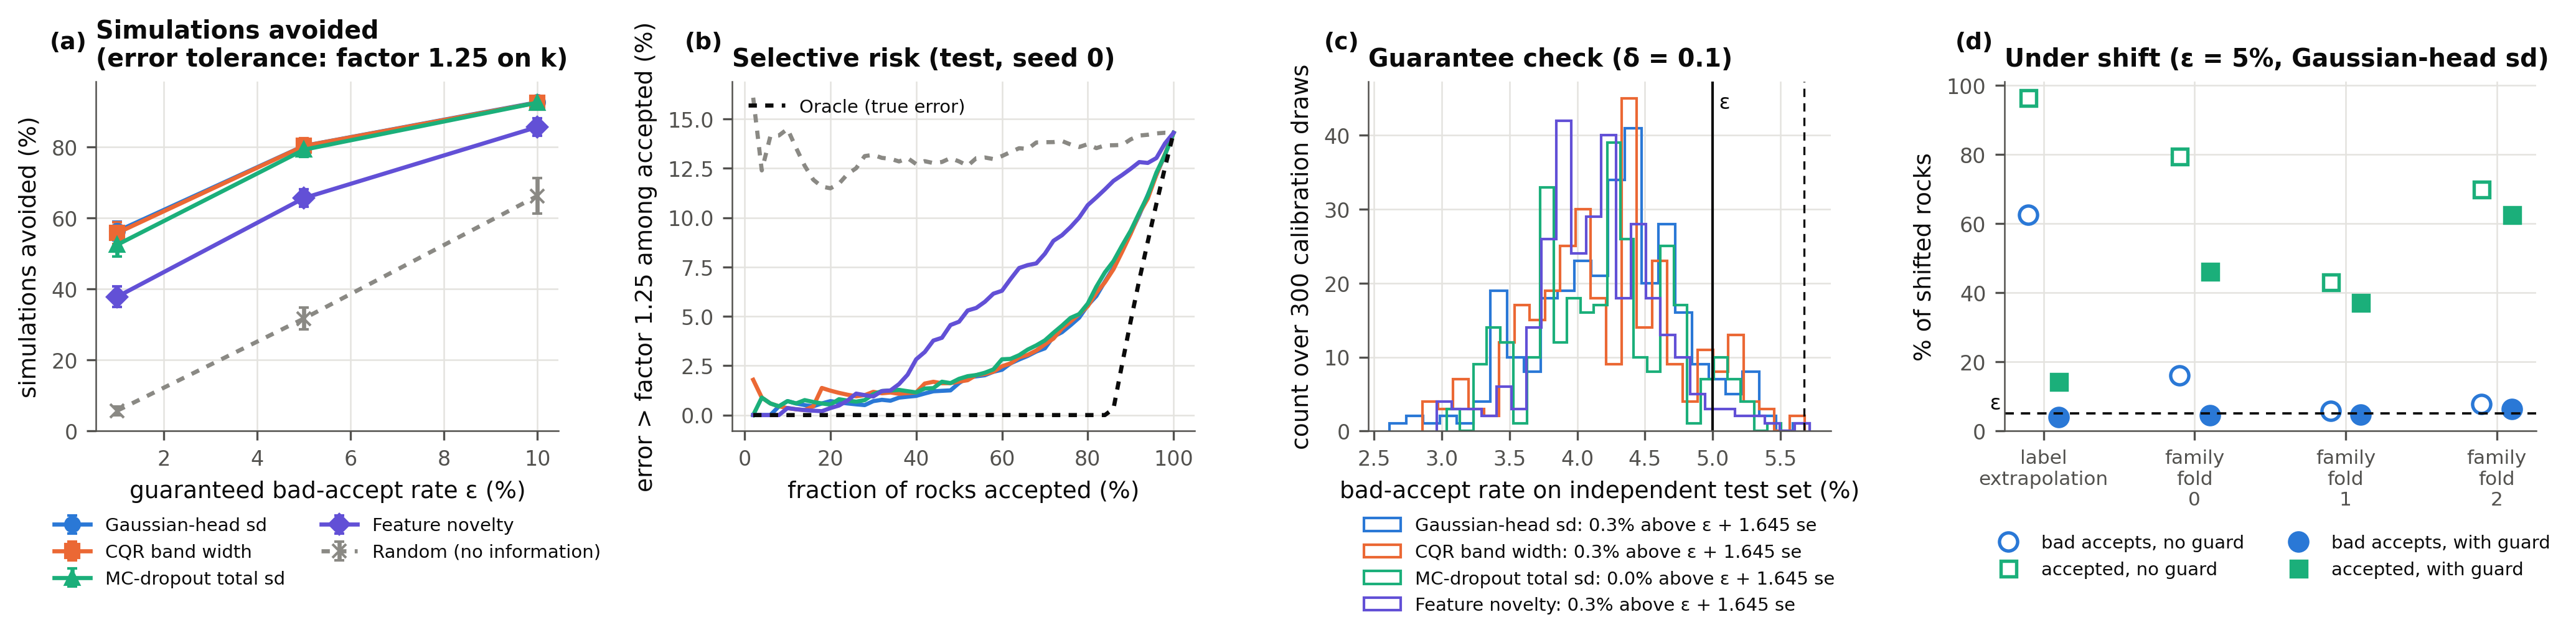 (a) Simulations avoided
(error tolerance: factor 1.25 on k)
simulations avoided (%)
80
60
40
20
0
2 4 6 8 10
guaranteed bad-accept rate ε (%)
Gaussian-head sd
CQR band width
MC-dropout total sd
Feature novelty
Random (no information)
(b) Selective risk (test, seed 0)
error > factor 1.25 among accepted (%)
Oracle (true error)
15.0
12.5
10.0
7.5
5.0
2.5
0.0
0 20 40 60 80 100
fraction of rocks accepted (%)
(c) Guarantee check (δ = 0.1)
count over 300 calibration draws
ε
40
30
20
10
0
2.5 3.0 3.5 4.0 4.5 5.0 5.5
bad-accept rate on independent test set (%)
Gaussian-head sd: 0.3% above ε + 1.645 se
CQR band width: 0.3% above ε + 1.645 se
MC-dropout total sd: 0.0% above ε + 1.645 se
Feature novelty: 0.3% above ε + 1.645 se
(d) Under shift (ε = 5%, Gaussian-head sd)
% of shifted rocks
100
80
60
40
20
ε
0
label
extrapolation
family
fold
0
family
fold
1
family
fold
2
bad accepts, no guard
accepted, no guard
bad accepts, with guard
accepted, with guard